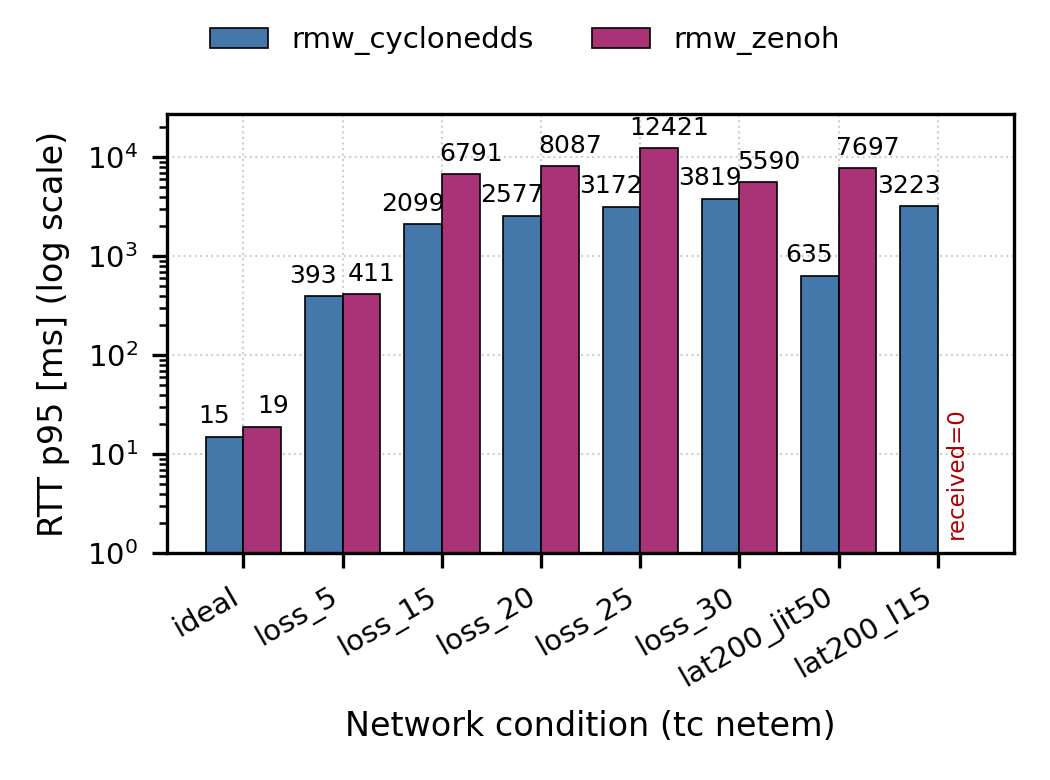 rmw_cyclonedds rmw_zenoh
RTT p95 [ms] (log scale)
10⁴
10³
10²
10¹
10⁰
15 19
393 411
2099 6791
2577 8087
3172 12421
3819 5590
635 7697
3223
received=0
ideal
loss_5
loss_15
loss_20
loss_25
loss_30
lat200_jit50
lat200_l15
Network condition (tc netem)